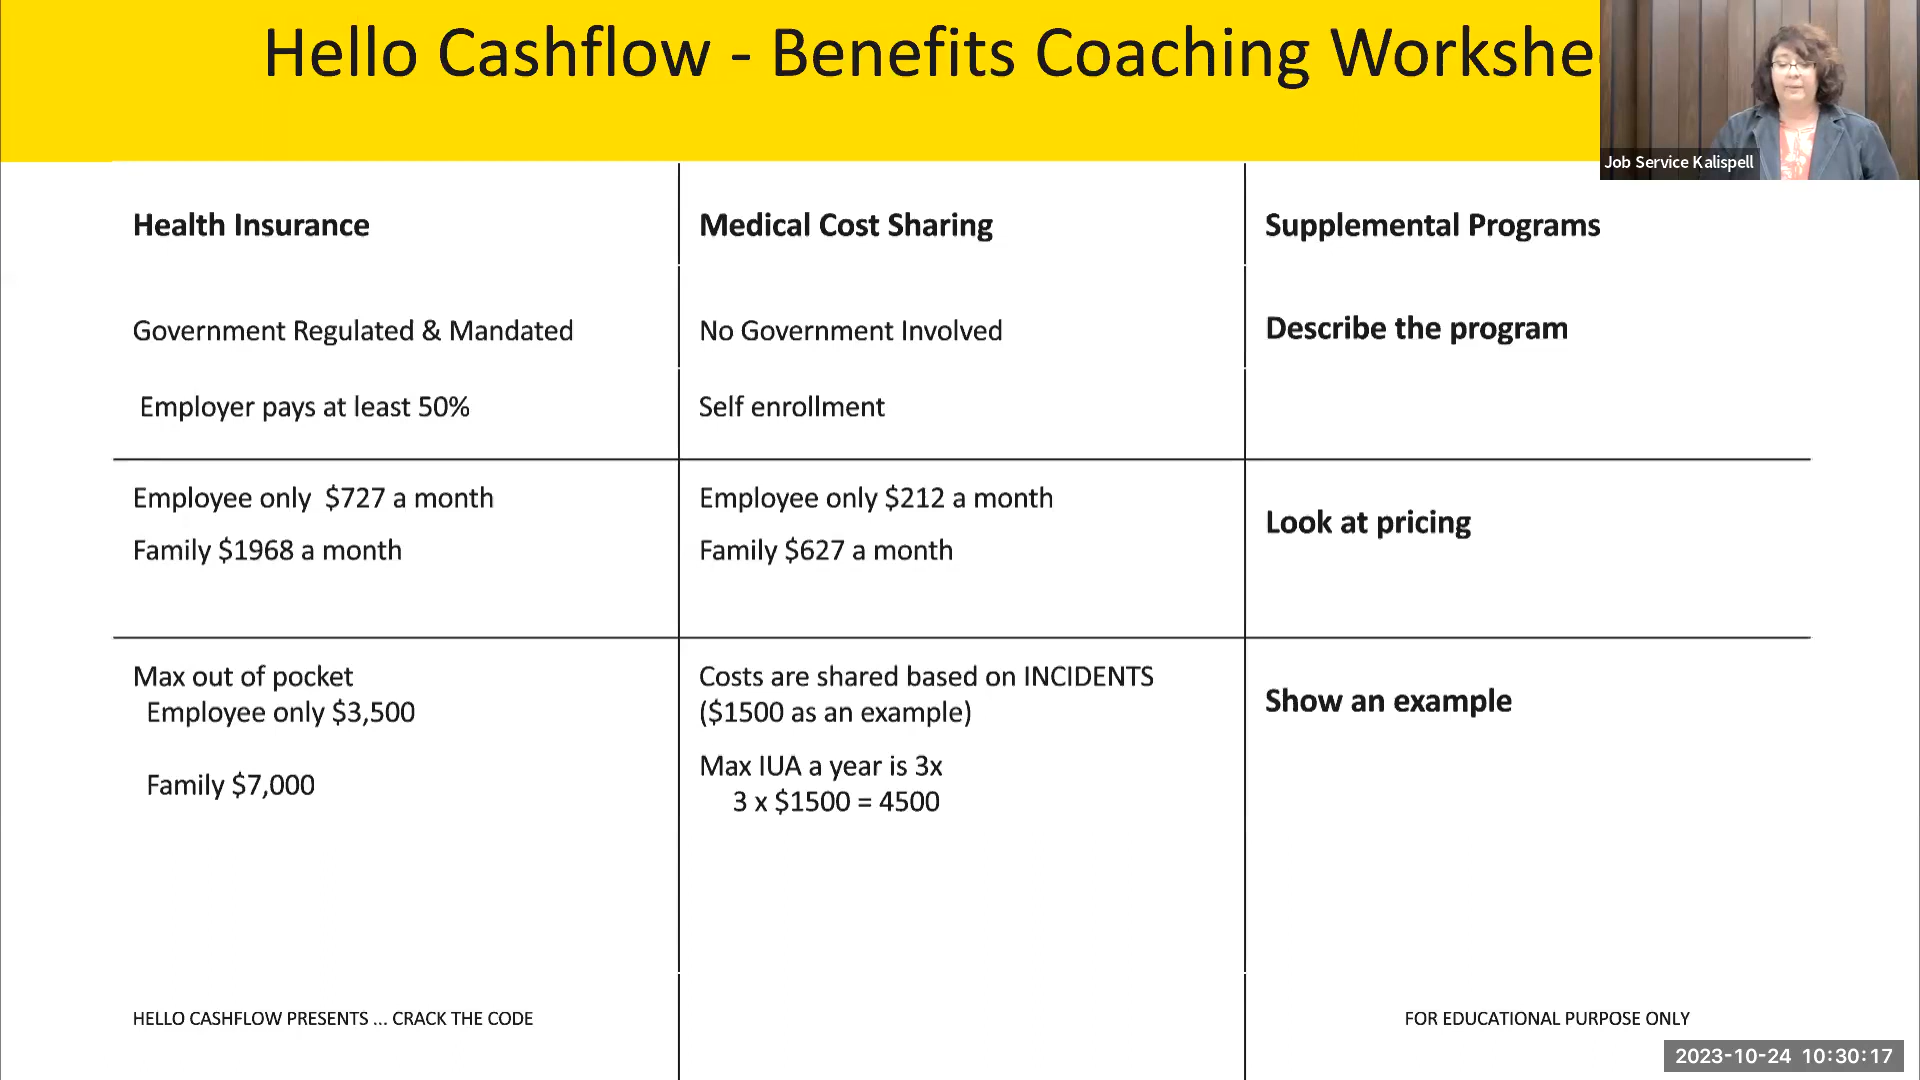 Hello Cashflow - Benefits Coaching Workshe
Job Service Kalispell
Health Insurance
Medical Cost Sharing
Supplemental Programs
Government Regulated & Mandated
No Government Involved
Describe the program
Employer pays at least 50%
Self enrollment
Employee only $727 a month
Family $1968 a month
Employee only $212 a month
Family $627 a month
Look at pricing
Max out of pocket
Employee only $3,500
Family $7,000
Costs are shared based on INCIDENTS
($1500 as an example)
Max IUA a year is 3x
3 x $1500 = 4500
Show an example
HELLO CASHFLOW PRESENTS ... CRACK THE CODE
FOR EDUCATIONAL PURPOSE ONLY
2023-10-24 10:30:17